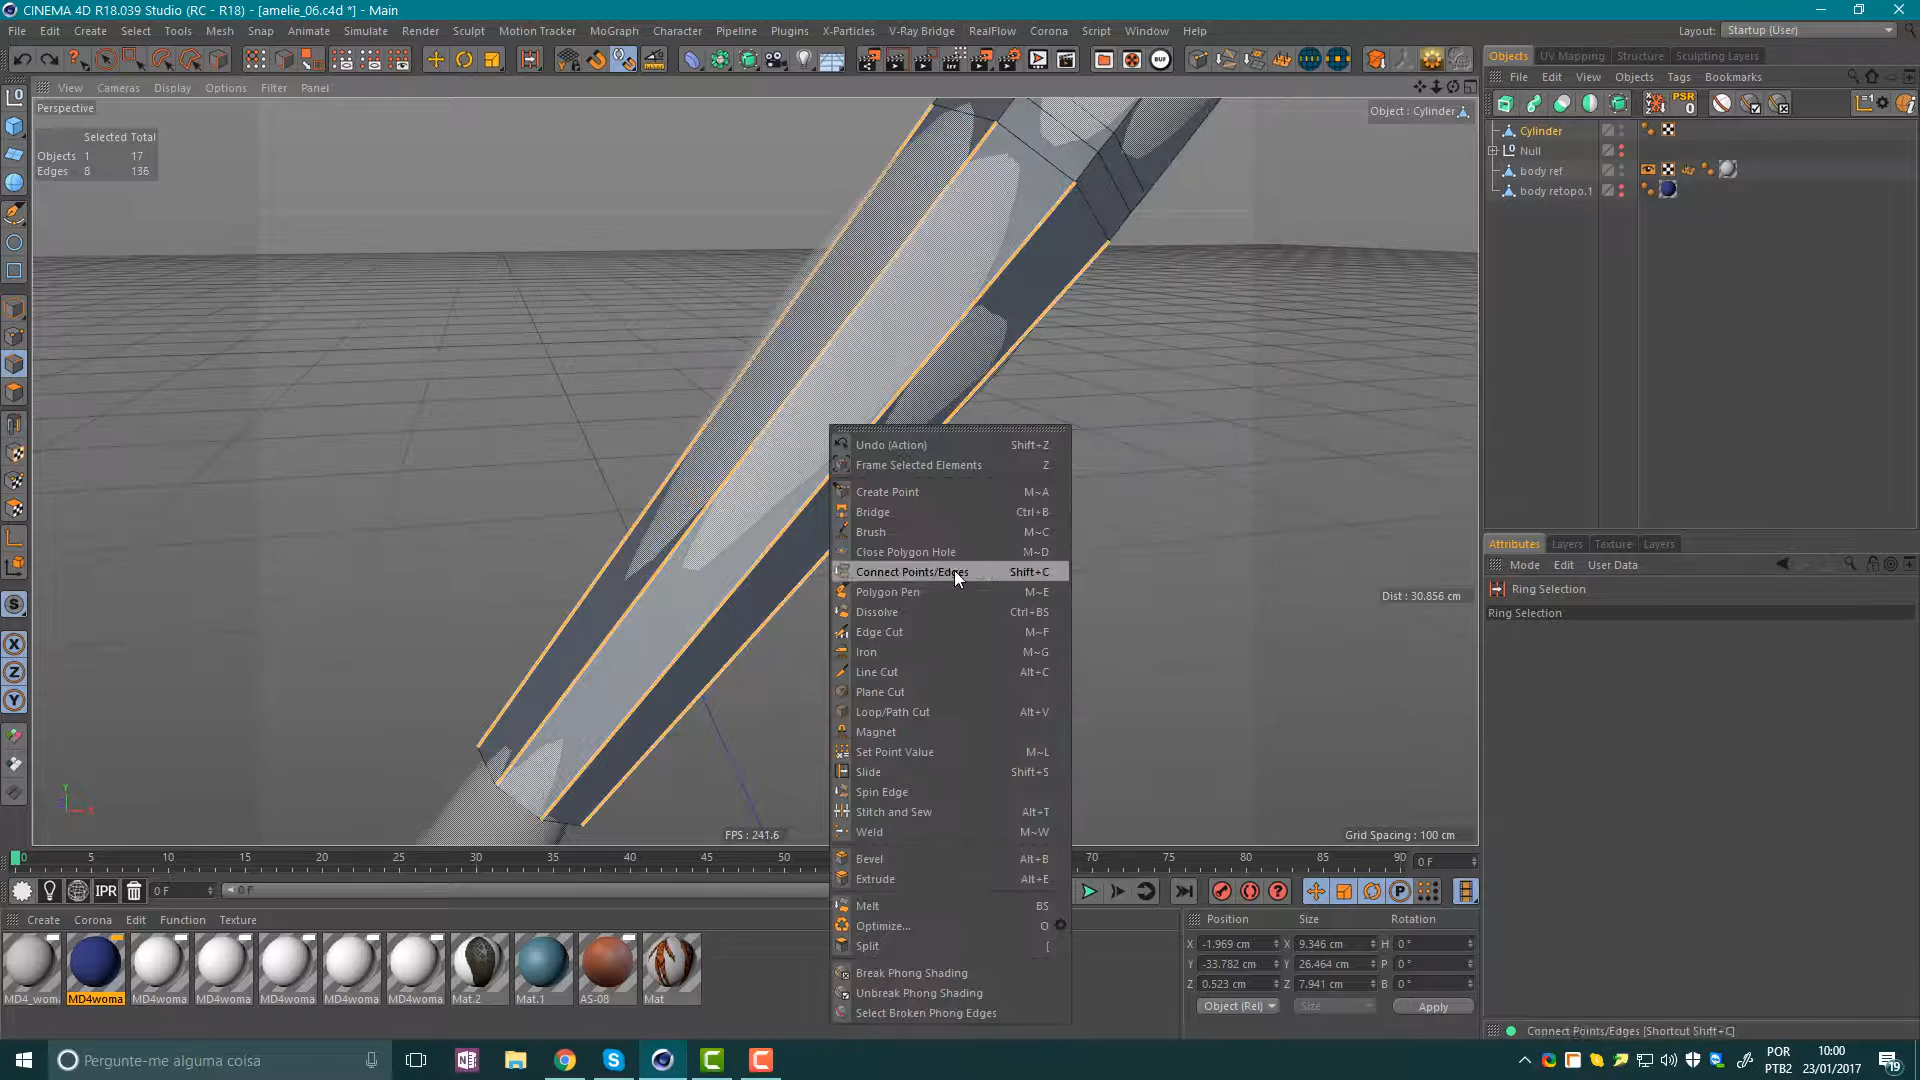 CINEMA 4D R18.039 Studio (RC - R18) - [amelie_06.c4d *] - Main
File Edit Create Select Tools Mesh Snap Animate Simulate Render Sculpt Motion Tracker MoGraph Character Pipeline Plugins X-Particles V-Ray Bridge RealFlow Corona Script Window Help
Layout: Startup (User)
PSR
0
BUF
Objects UV Mapping Structure Sculpting Layers
File Edit View Objects Tags Bookmarks
View Cameras Display Options Filter Panel
Perspective
Object : Cylinder
Selected Total
Objects 1 17
Edges 8 136
Cylinder
Null
body ref
body retopo.1
Undo (Action) Shift+Z
Frame Selected Elements Z
Create Point M~A
Bridge Ctrl+B
Brush M~C
Close Polygon Hole M~D
Connect Points/Edges Shift+C
Polygon Pen M~E
Dissolve Ctrl+BS
Edge Cut M~F
Iron M~G
Line Cut Alt+C
Plane Cut
Loop/Path Cut Alt+V
Magnet
Set Point Value M~L
Slide Shift+S
Spin Edge
Stitch and Sew Alt+T
Weld M~W
Bevel Alt+B
Extrude Alt+E
Melt BS
Optimize... O
Split [
Break Phong Shading
Unbreak Phong Shading
Select Broken Phong Edges
Attributes Layers Texture Layers
Mode Edit User Data
Ring Selection
Ring Selection
Dist : 30.856 cm
FPS : 241.6
Grid Spacing : 100 cm
0 5 10 15 20 25 30 35 40 45 50 70 75 80 85 90 0 F
IPR 0 F 0 F
Create Corona Edit Function Texture
MD4_wom MD4woma MD4woma MD4woma MD4woma MD4woma MD4woma Mat.2 Mat.1 AS-08 Mat
Position Size Rotation
X -1.969 cm X 9.346 cm H 0 °
Y -33.782 cm Y 26.464 cm P 0 °
Z 0.523 cm Z 7.941 cm B 0 °
Object (Rel) Size Apply
Connect Points/Edges [Shortcut Shift+C]
Pergunte-me alguma coisa
POR
PTB2
10:00
23/01/2017
19